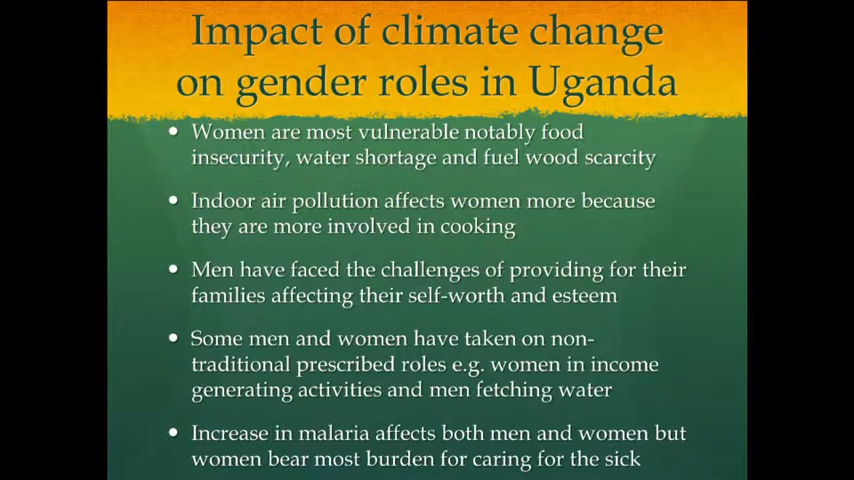 Impact of climate change
on gender roles in Uganda
• Women are most vulnerable notably food
insecurity, water shortage and fuel wood scarcity
• Indoor air pollution affects women more because
they are more involved in cooking
• Men have faced the challenges of providing for their
families affecting their self-worth and esteem
• Some men and women have taken on non-
traditional prescribed roles e.g. women in income
generating activities and men fetching water
• Increase in malaria affects both men and women but
women bear most burden for caring for the sick